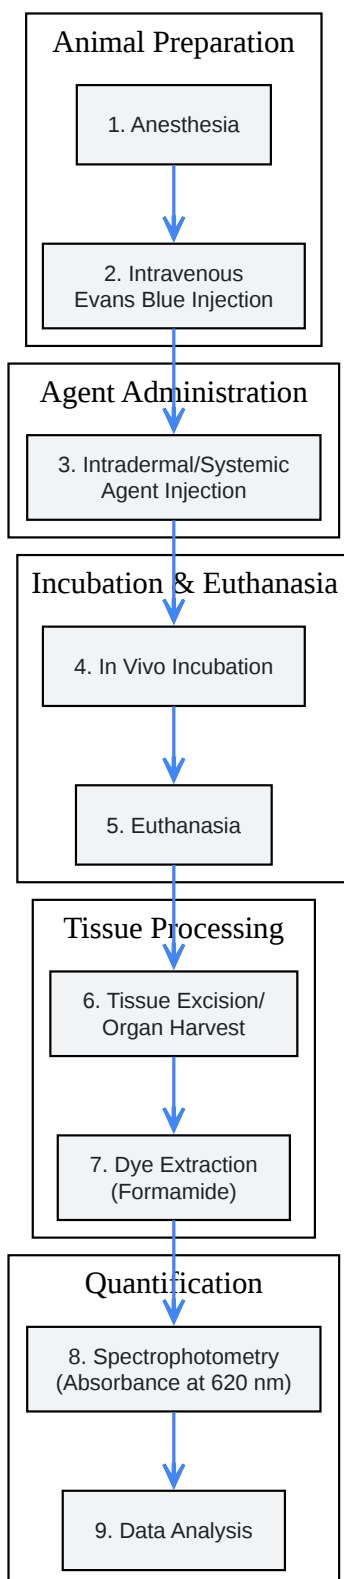 Animal Preparation
1. Anesthesia
2. Intravenous
Evans Blue Injection
Agent Administration
3. Intradermal/Systemic
Agent Injection
Incubation & Euthanasia
4. In Vivo Incubation
5. Euthanasia
Tissue Processing
6. Tissue Excision/
Organ Harvest
7. Dye Extraction
(Formamide)
Quantification
8. Spectrophotometry
(Absorbance at 620 nm)
9. Data Analysis